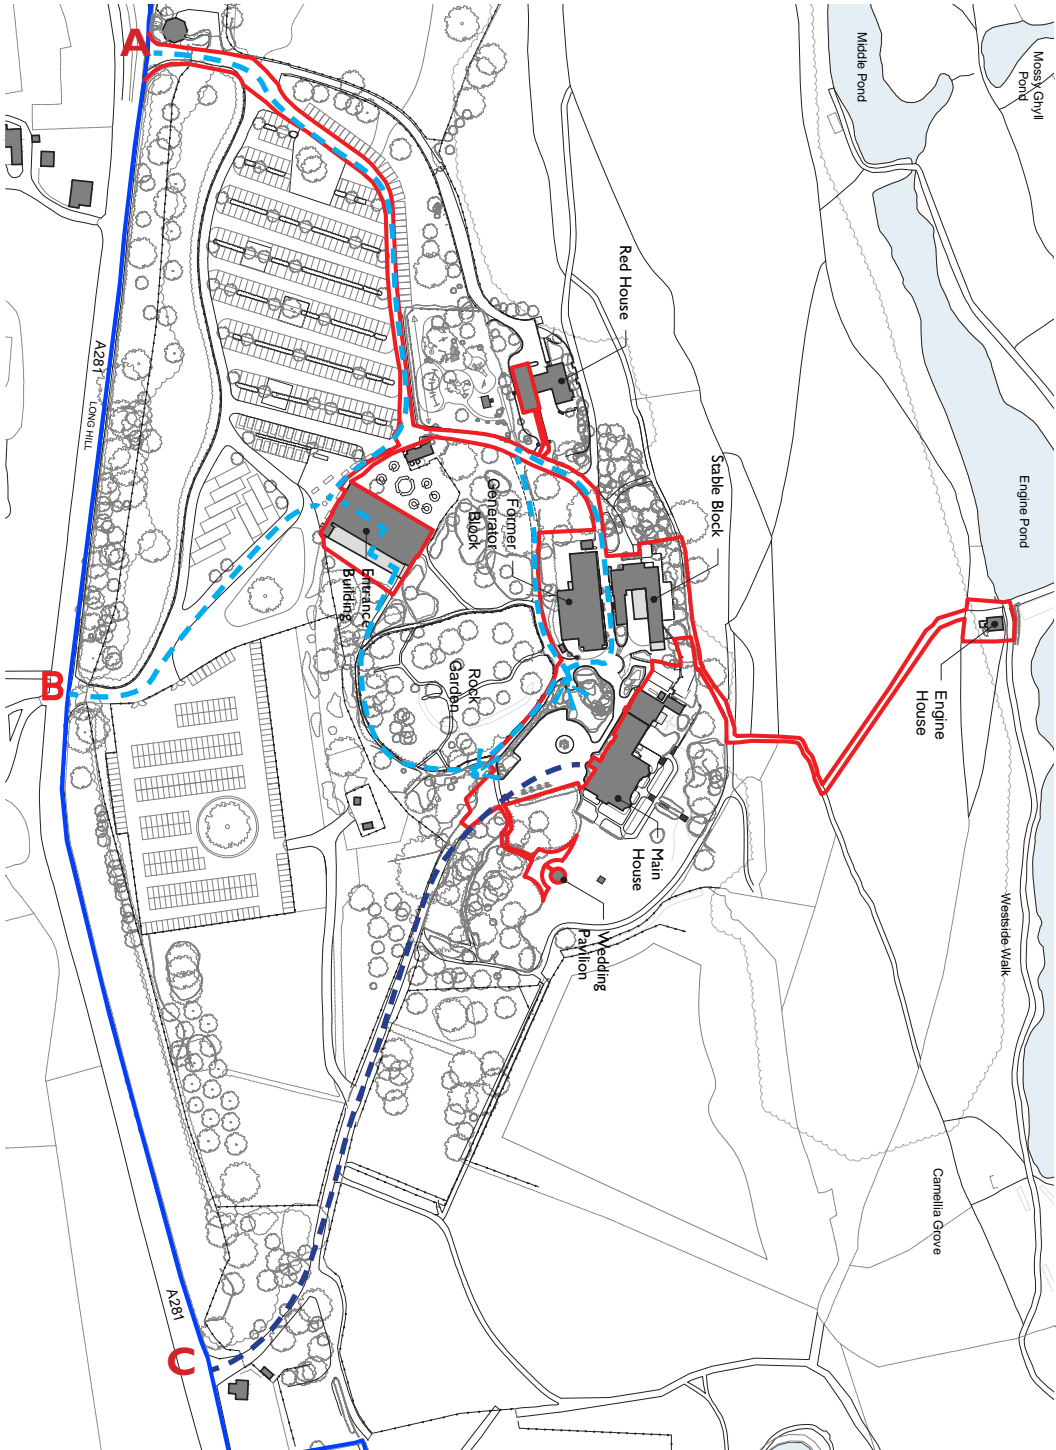 A
Middle Pond
Mossy Ghyll
Pond
Red House
A281
LONG HILL
Stable Block
Former
Generator
Block
Engine Pond
Entrance
Building
Rock
Garden
B
Engine
House
Main
House
Wedding
Pavilion
Westside Walk
Camellia Grove
A281
C